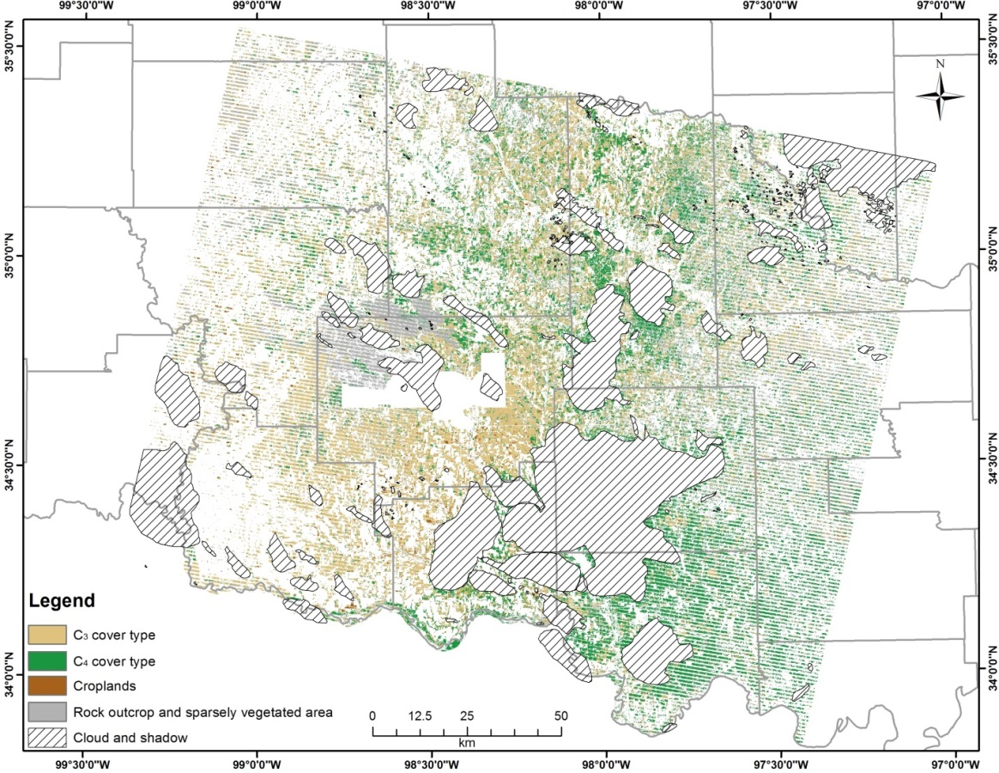 99°30'0"W 99°0'0"W 98°30'0"W 98°0'0"W 97°30'0"W 97°0'0"W
35°30'0"N
35°30'0"N
N
35°0'0"N
35°0'0"N
34°30'0"N
34°30'0"N
34°0'0"N
34°0'0"N
Legend
C₃ cover type
C₄ cover type
Croplands
Rock outcrop and sparsely vegetated area
Cloud and shadow
0 12.5 25 50
km
99°30'0"W 99°0'0"W 98°30'0"W 98°0'0"W 97°30'0"W 97°0'0"W